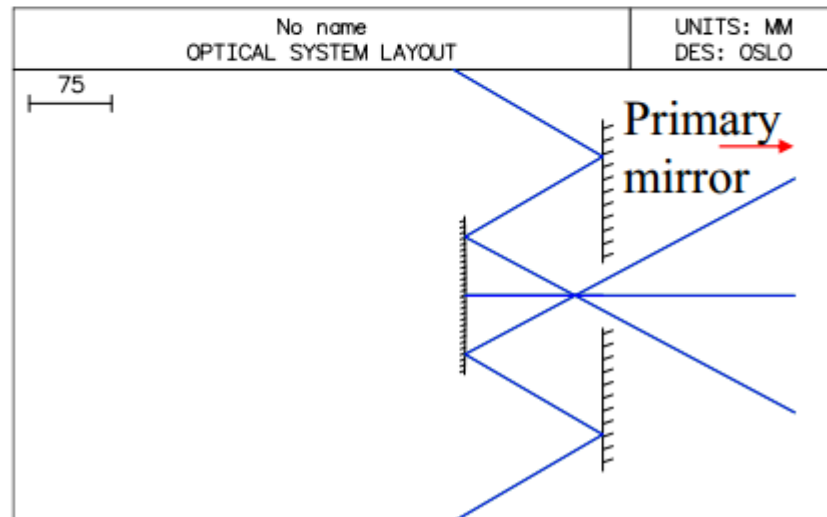 No name
OPTICAL SYSTEM LAYOUT
UNITS: MM
DES: OSLO
75
Primary
mirror